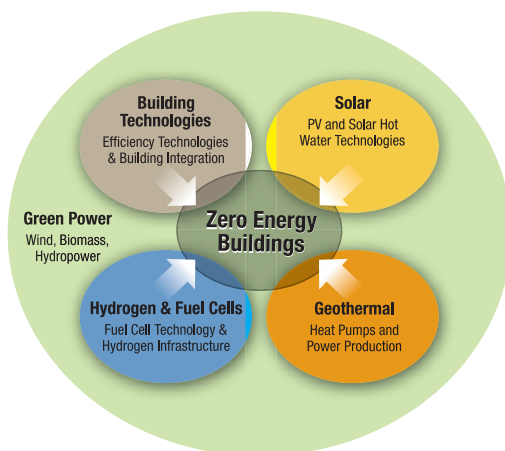 Building
Technologies
Efficiency Technologies
& Building Integration
Solar
PV and Solar Hot
Water Technologies
Green Power
Wind, Biomass,
Hydropower
Zero Energy
Buildings
Hydrogen & Fuel Cells
Fuel Cell Technology &
Hydrogen Infrastructure
Geothermal
Heat Pumps and
Power Production